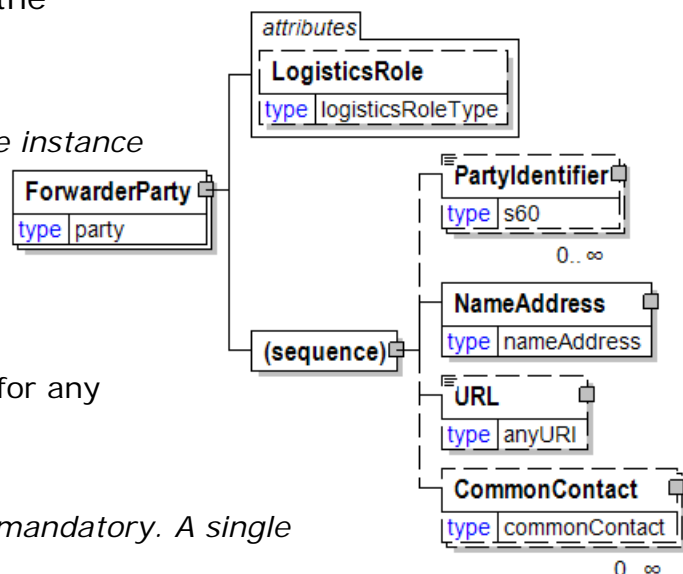 the
attributes
LogisticsRole
type logisticsRoleType
e instance
ForwarderParty
type party
PartyIdentifier
type s60
0.. ∞
NameAddress
type nameAddress
(sequence)
for any
URL
type anyURI
CommonContact
type commonContact
mandatory. A single
0.. ∞